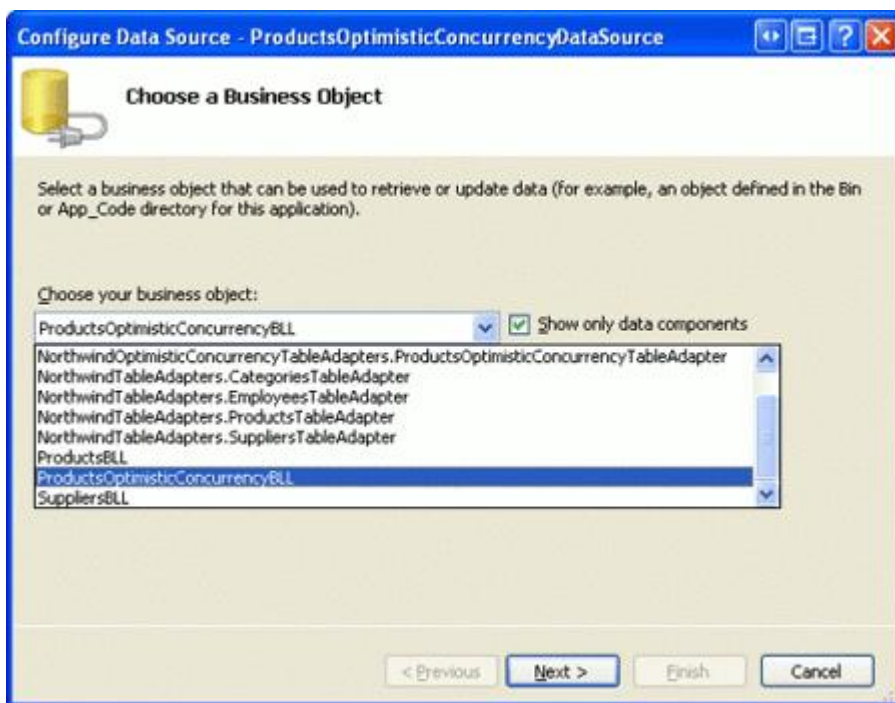 Configure Data Source - ProductsOptimisticConcurrencyDataSource
Choose a Business Object
Select a business object that can be used to retrieve or update data (for example, an object defined in the Bin
or App_Code directory for this application).
Choose your business object:
ProductsOptimisticConcurrencyBLL
Show only data components
NorthwindOptimisticConcurrencyTableAdapters.ProductsOptimisticConcurrencyTableAdapter
NorthwindTableAdapters.CategoriesTableAdapter
NorthwindTableAdapters.EmployeesTableAdapter
NorthwindTableAdapters.ProductsTableAdapter
NorthwindTableAdapters.SuppliersTableAdapter
ProductsBLL
ProductsOptimisticConcurrencyBLL
SuppliersBLL
< Previous
Next >
Finish
Cancel